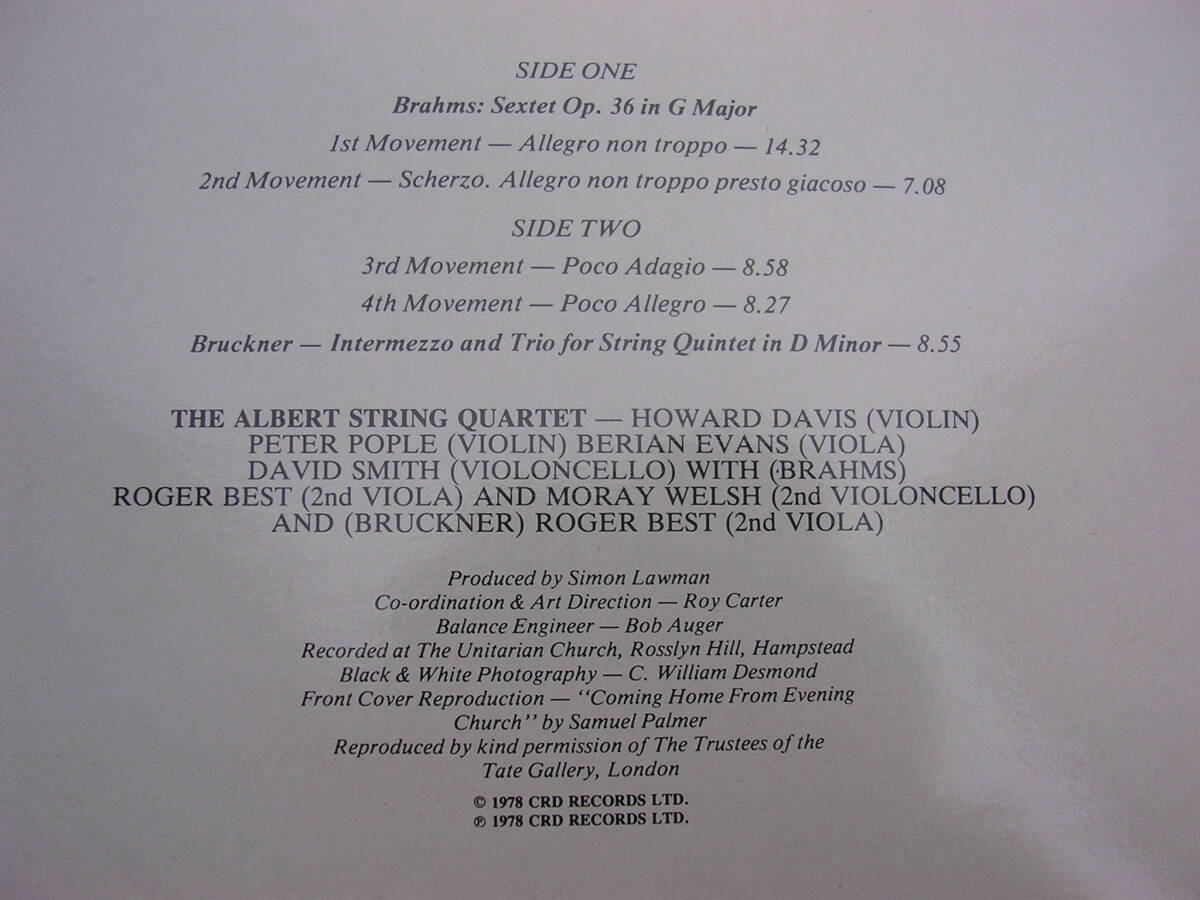 SIDE ONE
Brahms: Sextet Op. 36 in G Major
1st Movement — Allegro non troppo — 14.32
2nd Movement — Scherzo. Allegro non troppo presto giacoso — 7.08
SIDE TWO
3rd Movement — Poco Adagio — 8.58
4th Movement — Poco Allegro — 8.27
Bruckner — Intermezzo and Trio for String Quintet in D Minor — 8.55
THE ALBERT STRING QUARTET — HOWARD DAVIS (VIOLIN)
PETER POPLE (VIOLIN) BERIAN EVANS (VIOLA)
DAVID SMITH (VIOLONCELLO) WITH (BRAHMS)
ROGER BEST (2nd VIOLA) AND MORAY WELSH (2nd VIOLONCELLO)
AND (BRUCKNER) ROGER BEST (2nd VIOLA)
Produced by Simon Lawman
Co-ordination & Art Direction — Roy Carter
Balance Engineer — Bob Auger
Recorded at The Unitarian Church, Rosslyn Hill, Hampstead
Black & White Photography — C. William Desmond
Front Cover Reproduction — “Coming Home From Evening
Church” by Samuel Palmer
Reproduced by kind permission of The Trustees of the
Tate Gallery, London
© 1978 CRD RECORDS LTD.
℗ 1978 CRD RECORDS LTD.